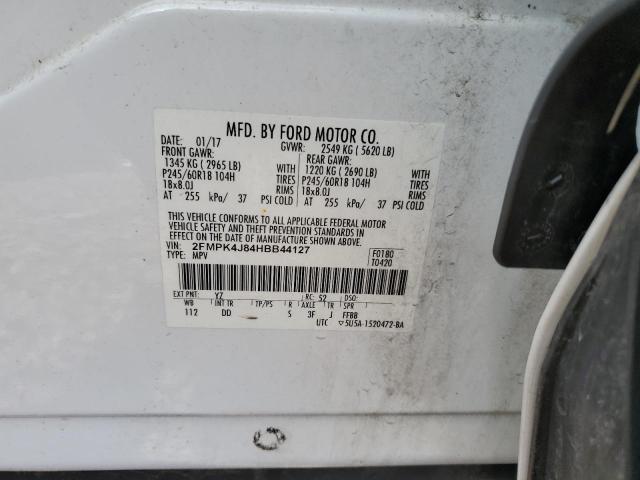 MFD. BY FORD MOTOR CO.
DATE: 01/17 GVWR: 2549 KG ( 5620 LB)
FRONT GAWR: REAR GAWR:
1345 KG ( 2965 LB) WITH 1220 KG ( 2690 LB) WITH
P245/60R18 104H TIRES P245/60R18 104H TIRES
18x8.0J RIMS 18x8.0J RIMS
AT 255 kPa/ 37 PSI COLD AT 255 kPa/ 37 PSI COLD
THIS VEHICLE CONFORMS TO ALL APPLICABLE FEDERAL MOTOR
VEHICLE SAFETY AND THEFT PREVENTION STANDARDS IN
EFFECT ON THE DATE OF MANUFACTURE SHOWN ABOVE.
VIN: 2FMPK4J84HBB44127 F0180
TYPE: MPV T0420
EXT PNT: YZ RC: 52 DSO:
WB INT TR TP/PS R AXLE TR SPR
112 DD S 3F J FFBB
UTC ▽5U5A-1520472-BA